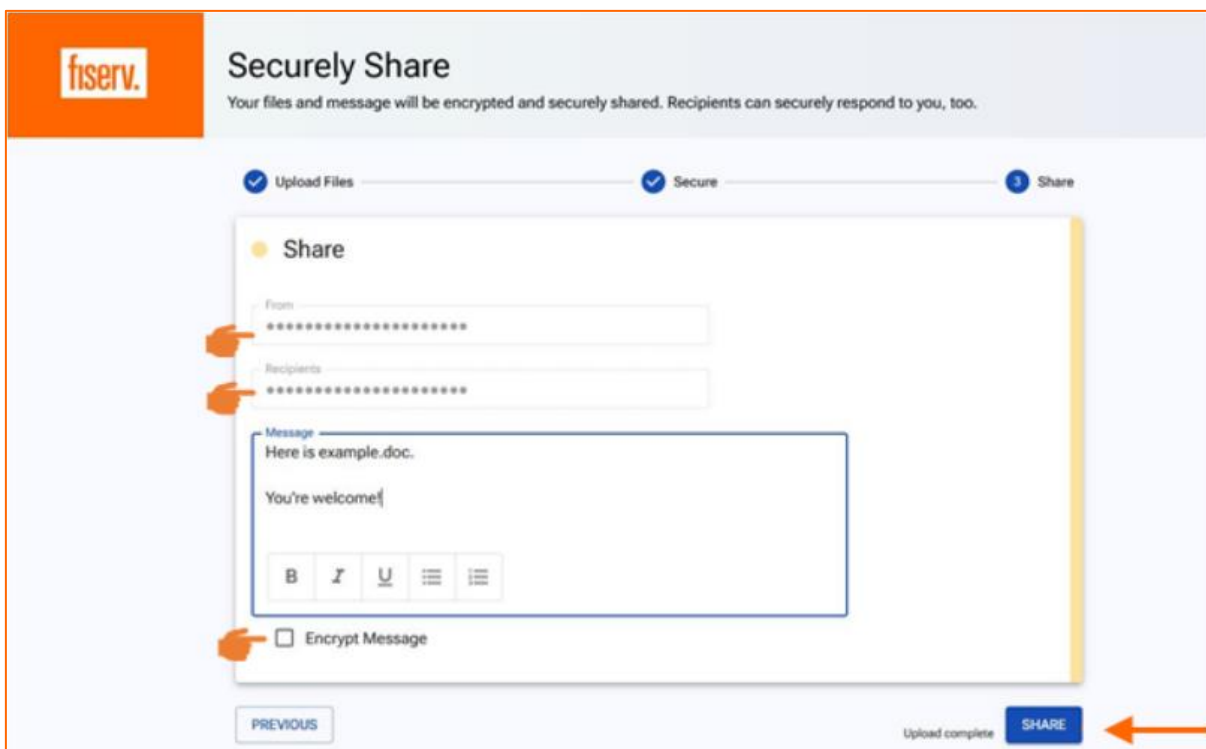 fiserv.
Securely Share
Your files and message will be encrypted and securely shared. Recipients can securely respond to you, too.
Upload Files
Secure
3 Share
Share
From
•••••••••••••••••••••
Recipients
•••••••••••••••••••••
Message
Here is example.doc.
You're welcome!
B I U
Encrypt Message
PREVIOUS
Upload complete
SHARE